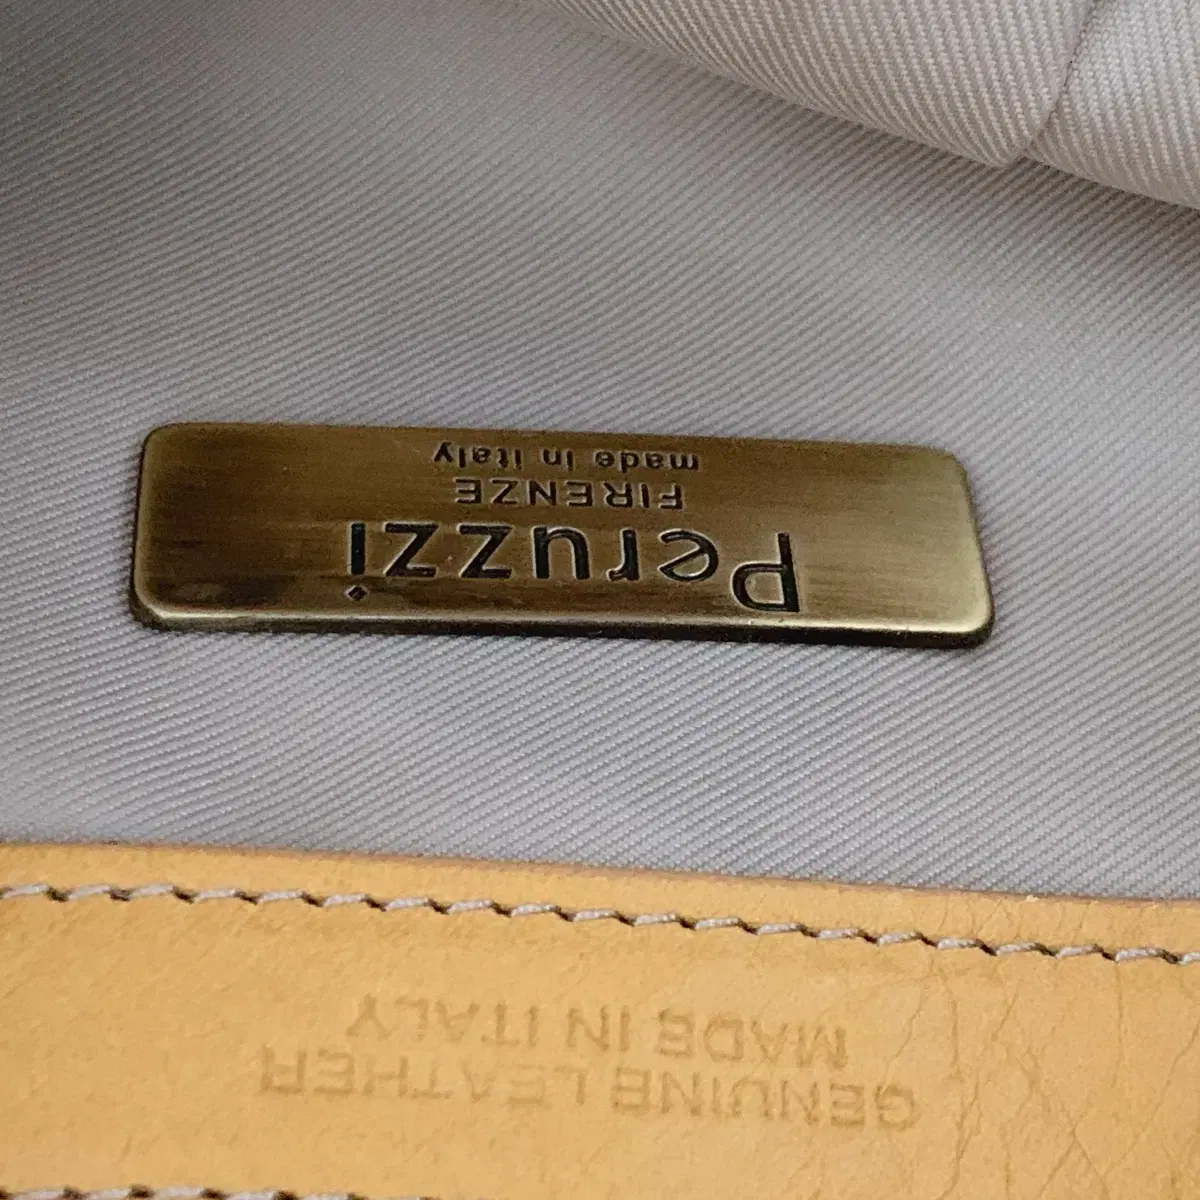 Peruzzi
FIRENZE
made in italy
GENUINE LEATHER
MADE IN ITALY